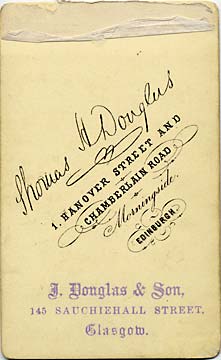 Thomas H Douglas
1. HANOVER STREET AND
CHAMBERLAIN ROAD
Morningside.
EDINBURGH.
J. Douglas & Son,
145 SAUCHIEHALL STREET,
Glasgow.